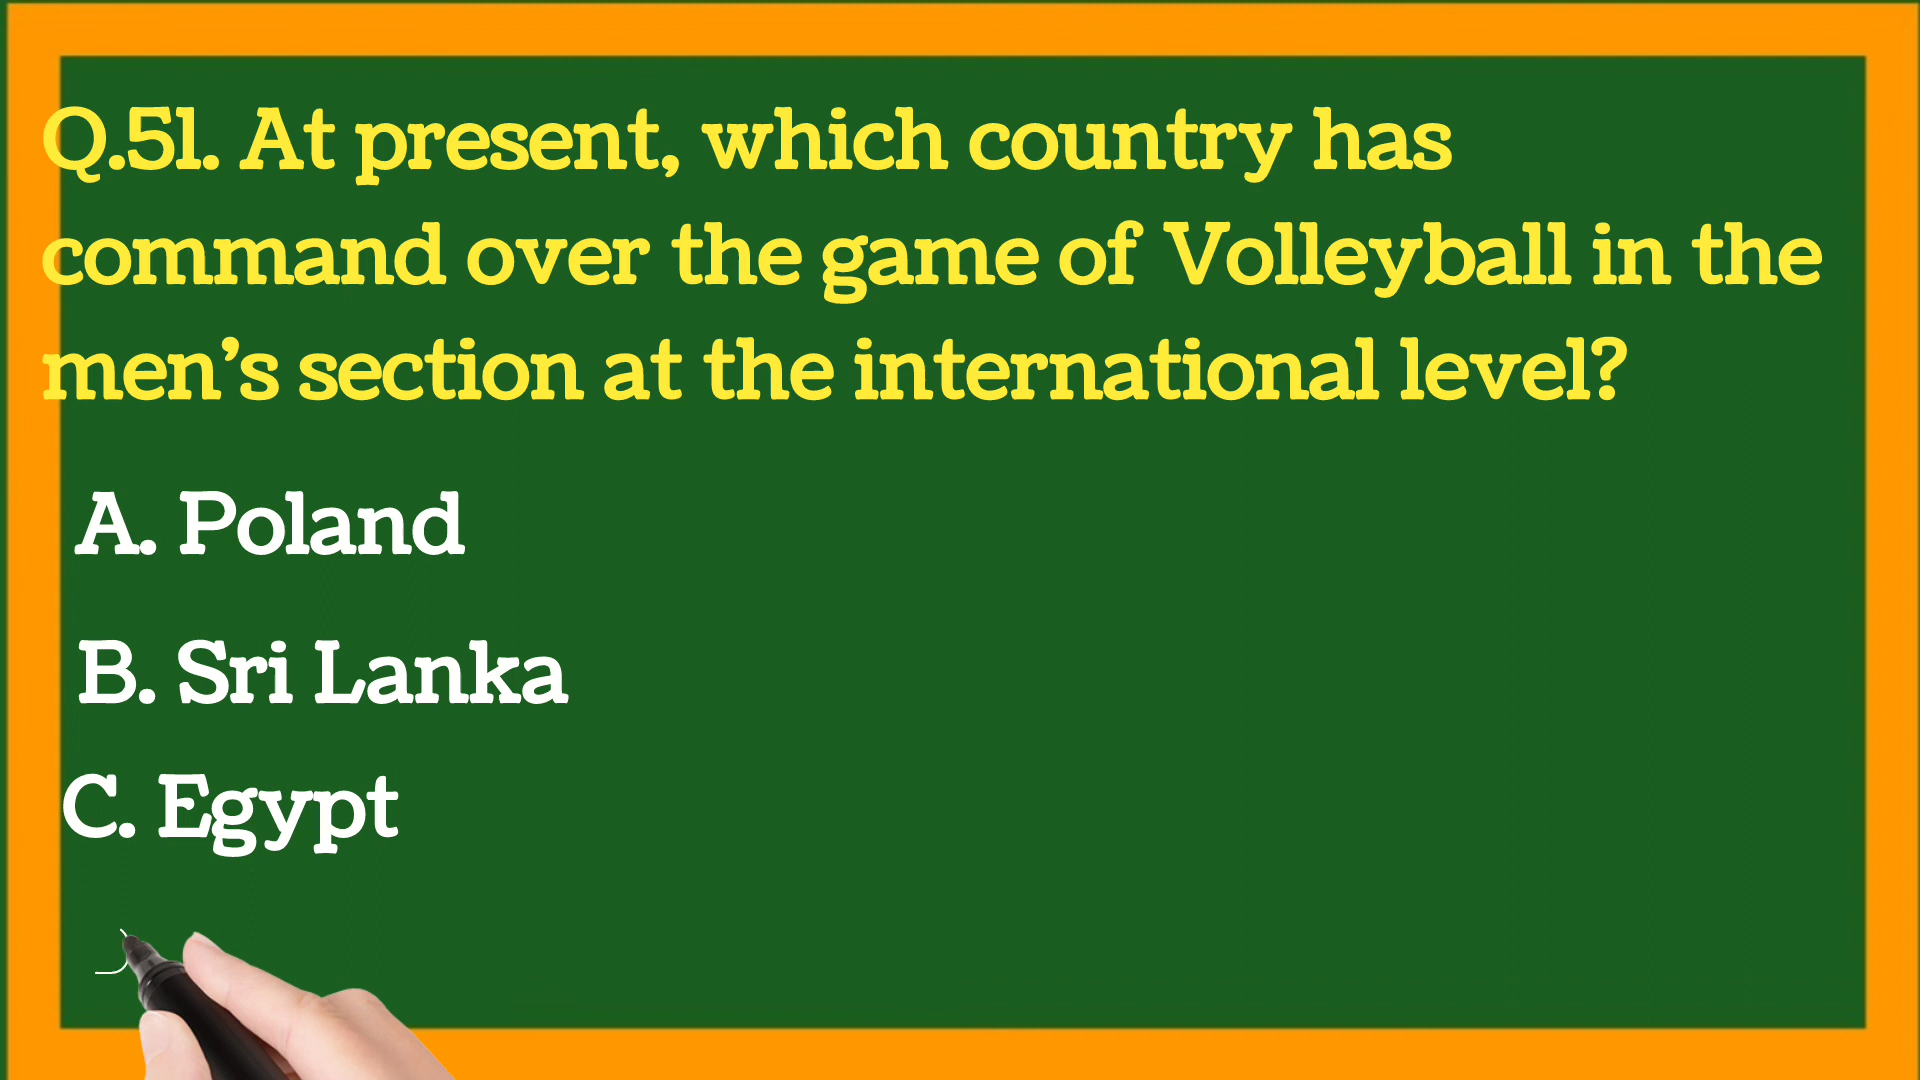 Q.51. At present, which country has
command over the game of Volleyball in the
men’s section at the international level?
A. Poland
B. Sri Lanka
C. Egypt